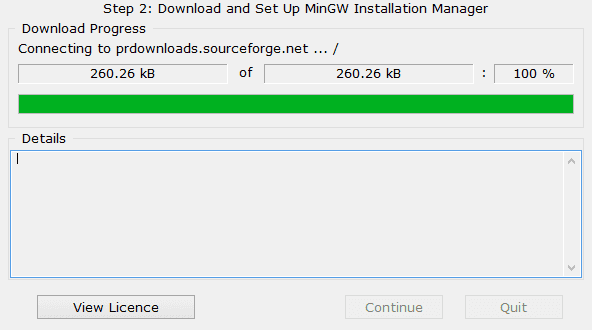 Step 2: Download and Set Up MinGW Installation Manager
Download Progress
Connecting to prdownloads.sourceforge.net ... /
260.26 kB of 260.26 kB : 100 %
Details
View Licence Continue Quit